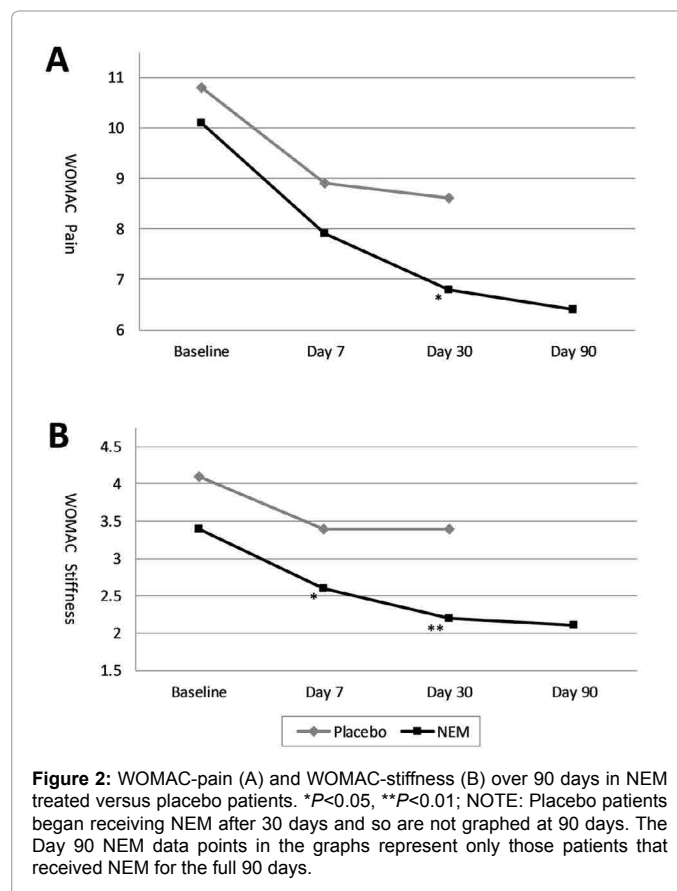 A
11
10
9
8
7
6
WOMAC Pain
*
Baseline Day 7 Day 30 Day 90
B
4.5
4
3.5
3
2.5
2
1.5
WOMAC Stiffness
*
**
Baseline Day 7 Day 30 Day 90
Placebo NEM
Figure 2: WOMAC-pain (A) and WOMAC-stiffness (B) over 90 days in NEM
treated versus placebo patients. *P<0.05, **P<0.01; NOTE: Placebo patients
began receiving NEM after 30 days and so are not graphed at 90 days. The
Day 90 NEM data points in the graphs represent only those patients that
received NEM for the full 90 days.